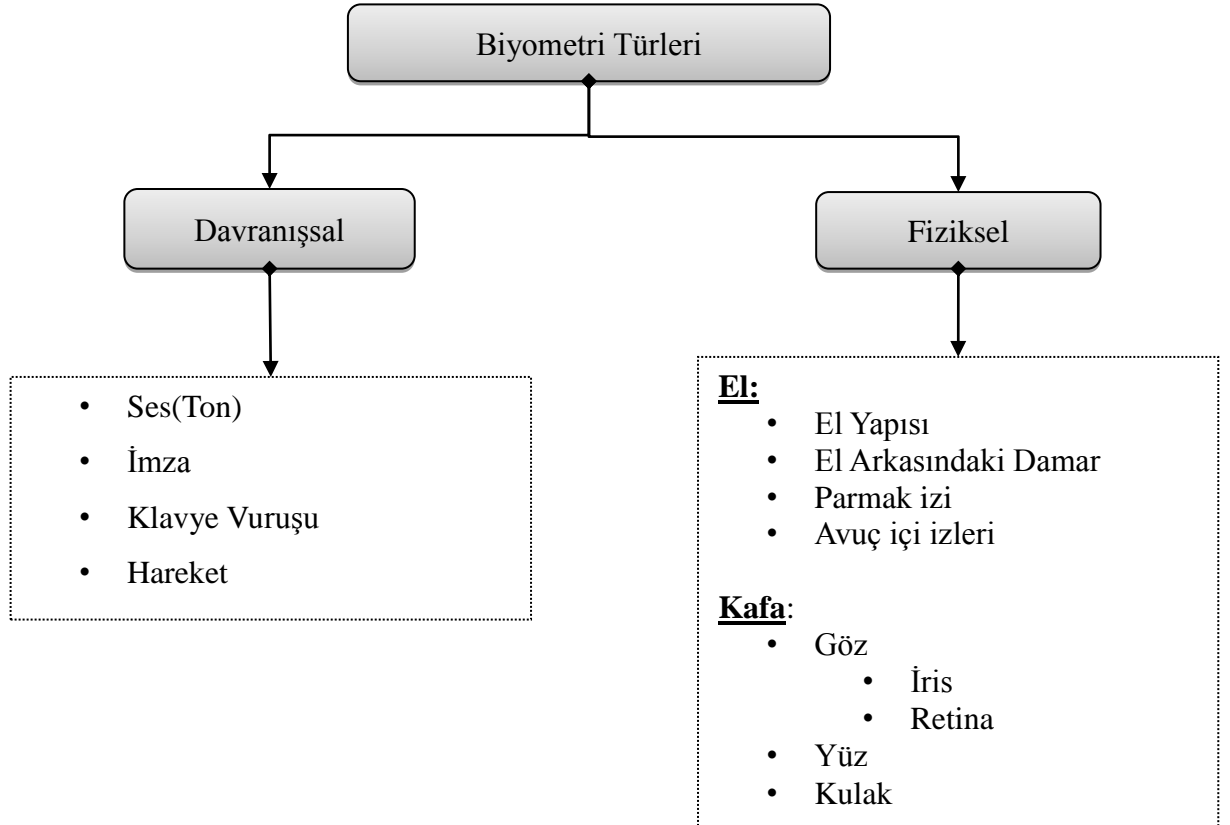 Biyometri Türleri
Davranışsal
Fiziksel
• Ses(Ton)
• İmza
• Klavye Vuruşu
• Hareket
El:
• El Yapısı
• El Arkasındaki Damar
• Parmak izi
• Avuç içi izleri
Kafa:
• Göz
• İris
• Retina
• Yüz
• Kulak